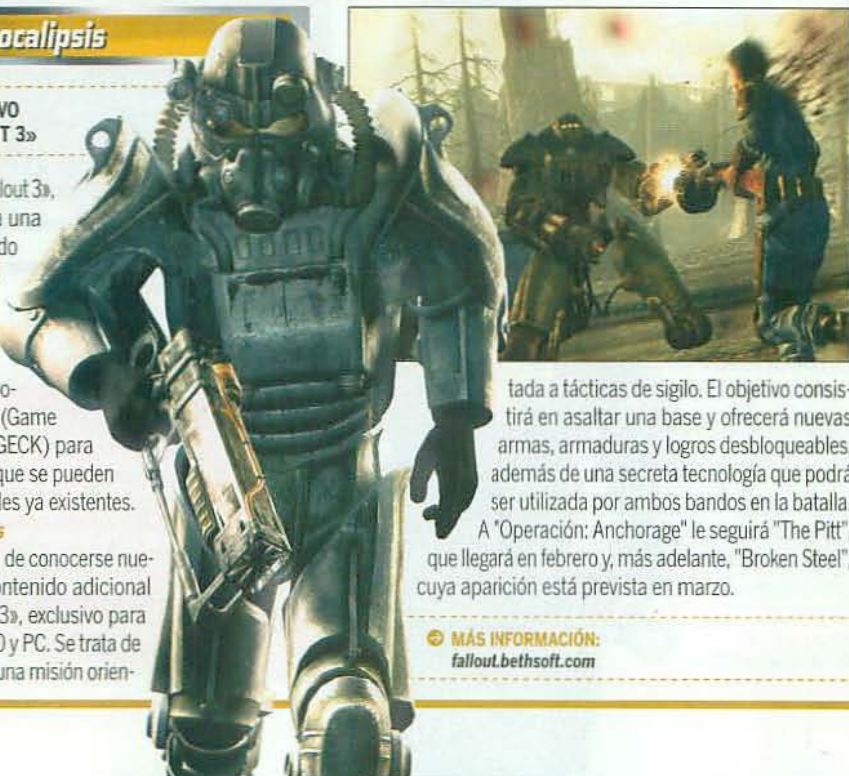 ocalipsis
VO
T 3»
lout 3»,
a una
do
o-
(Game
GECK) para
que se pueden
les ya existentes.
s
de conocerse nue-
ontenido adicional
3», exclusivo para
0 y PC. Se trata de
una misión orien-
tada a tácticas de sigilo. El objetivo consis-
tirá en asaltar una base y ofrecerá nuevas
armas, armaduras y logros desbloqueables,
además de una secreta tecnología que podrá
ser utilizada por ambos bandos en la batalla.
A "Operación: Anchorage" le seguirá "The Pitt",
que llegará en febrero y, más adelante, "Broken Steel",
cuya aparición está prevista en marzo.
MÁS INFORMACIÓN:
fallout.bethsoft.com